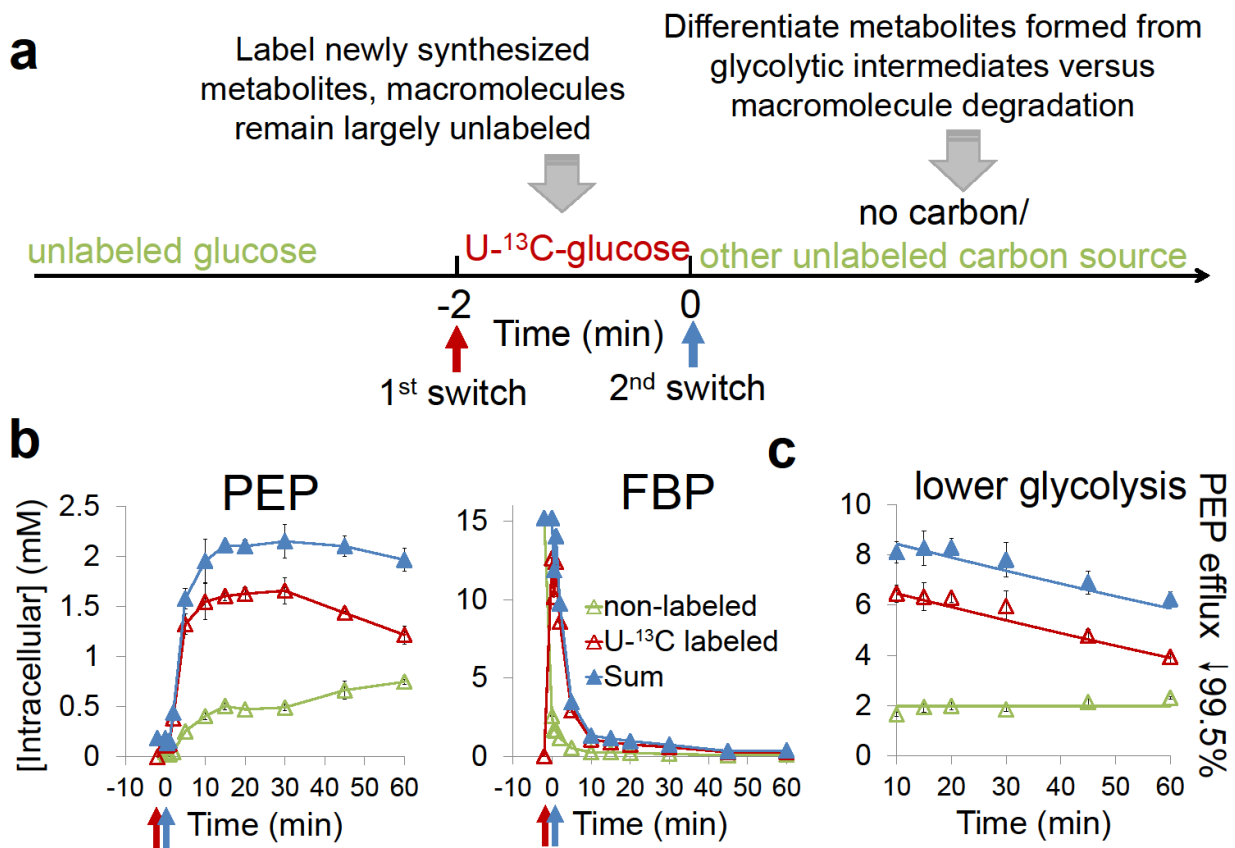 a
Label newly synthesized
metabolites, macromolecules
remain largely unlabeled
Differentiate metabolites formed from
glycolytic intermediates versus
macromolecule degradation
unlabeled glucose
U-¹³C-glucose
no carbon/
other unlabeled carbon source
-2
0
Time (min)
1st switch
2nd switch
b
PEP
[Intracellular] (mM)
2.5
2
1.5
1
0.5
0
-10 0 10 20 30 40 50 60
Time (min)
FBP
15
10
5
0
non-labeled
U-¹³C labeled
Sum
-10 0 10 20 30 40 50 60
Time (min)
c
lower glycolysis
10
8
6
4
2
0
10 20 30 40 50 60
Time (min)
PEP efflux ↓99.5%